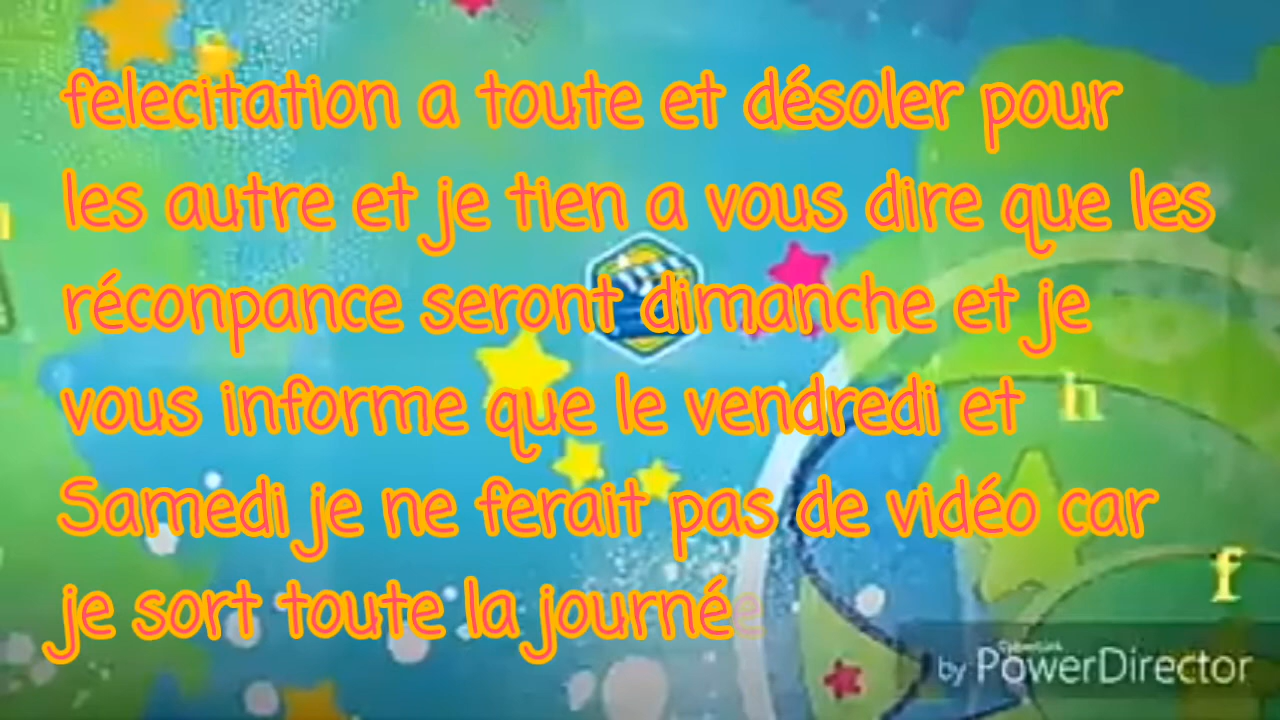 felecitation a toute et désoler pour
les autre et je tien a vous dire que les
réconpance seront dimanche et je
vous informe que le vendredi et
h
Samedi je ne ferait pas de vidéo car
f
je sort toute la journée
CyberLink
by PowerDirector